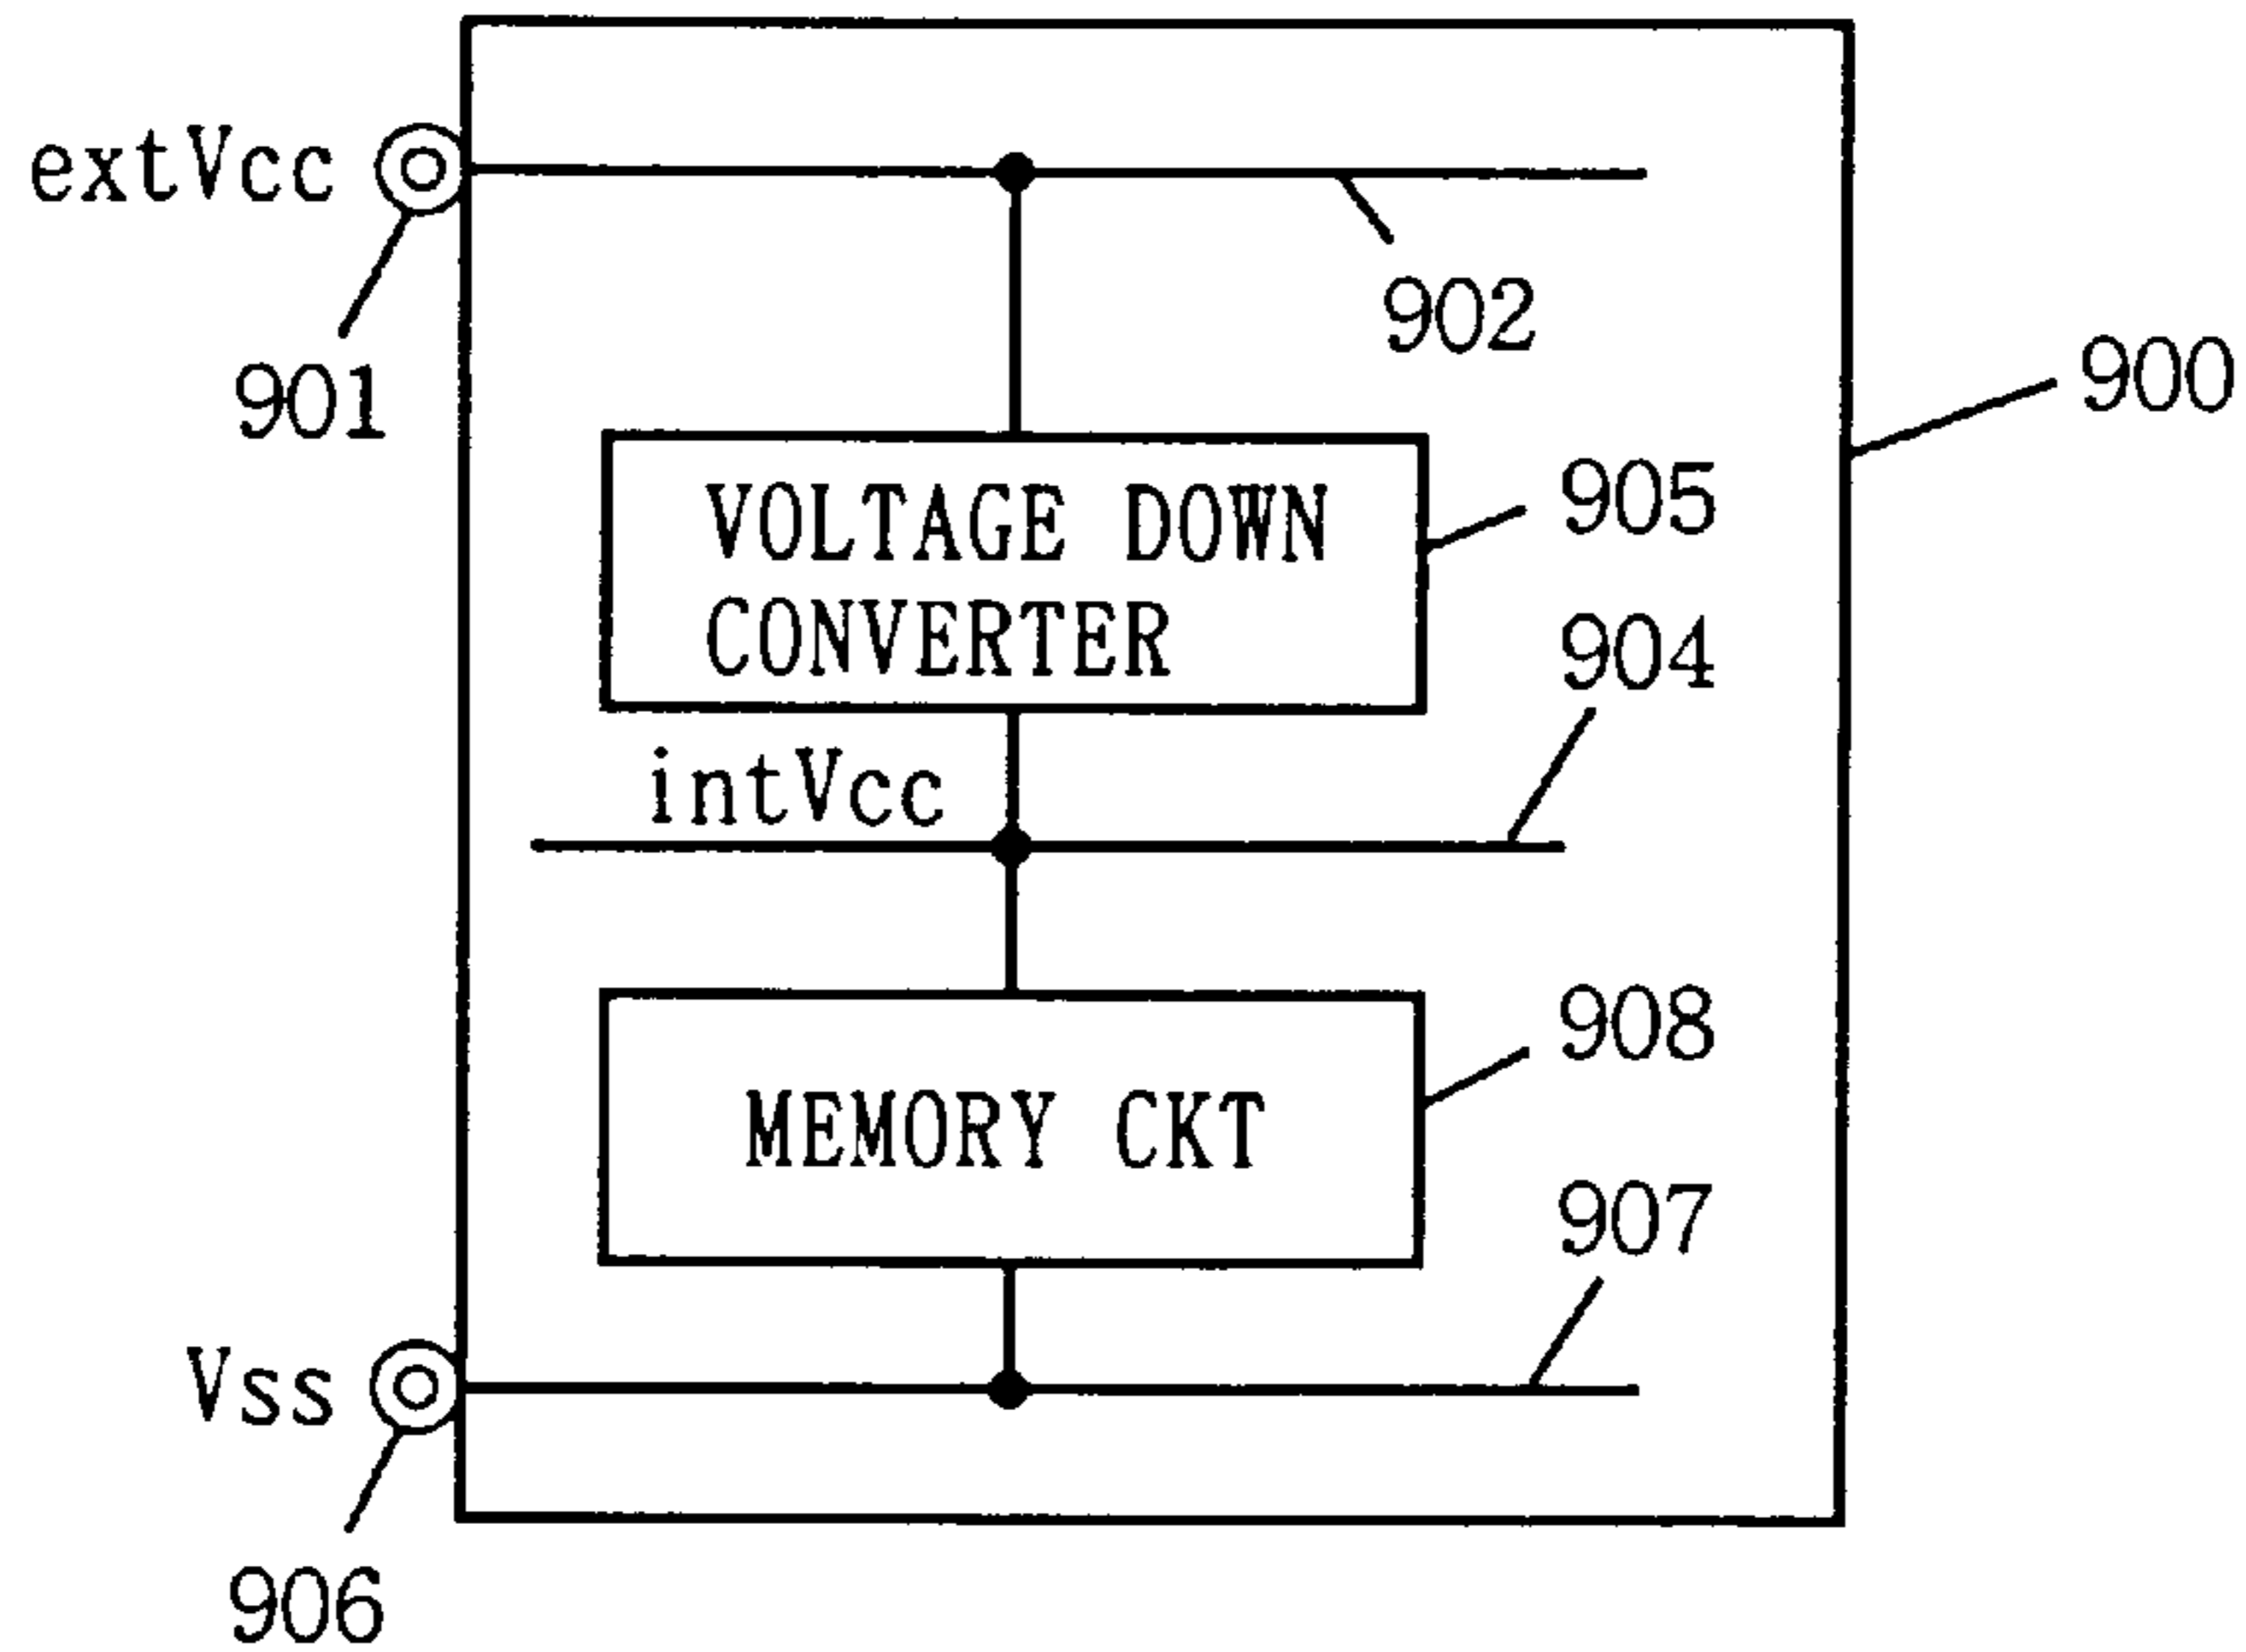 extVcc
901
902
900
VOLTAGE DOWN
CONVERTER
905
904
intVcc
908
MEMORY CKT
907
Vss
906